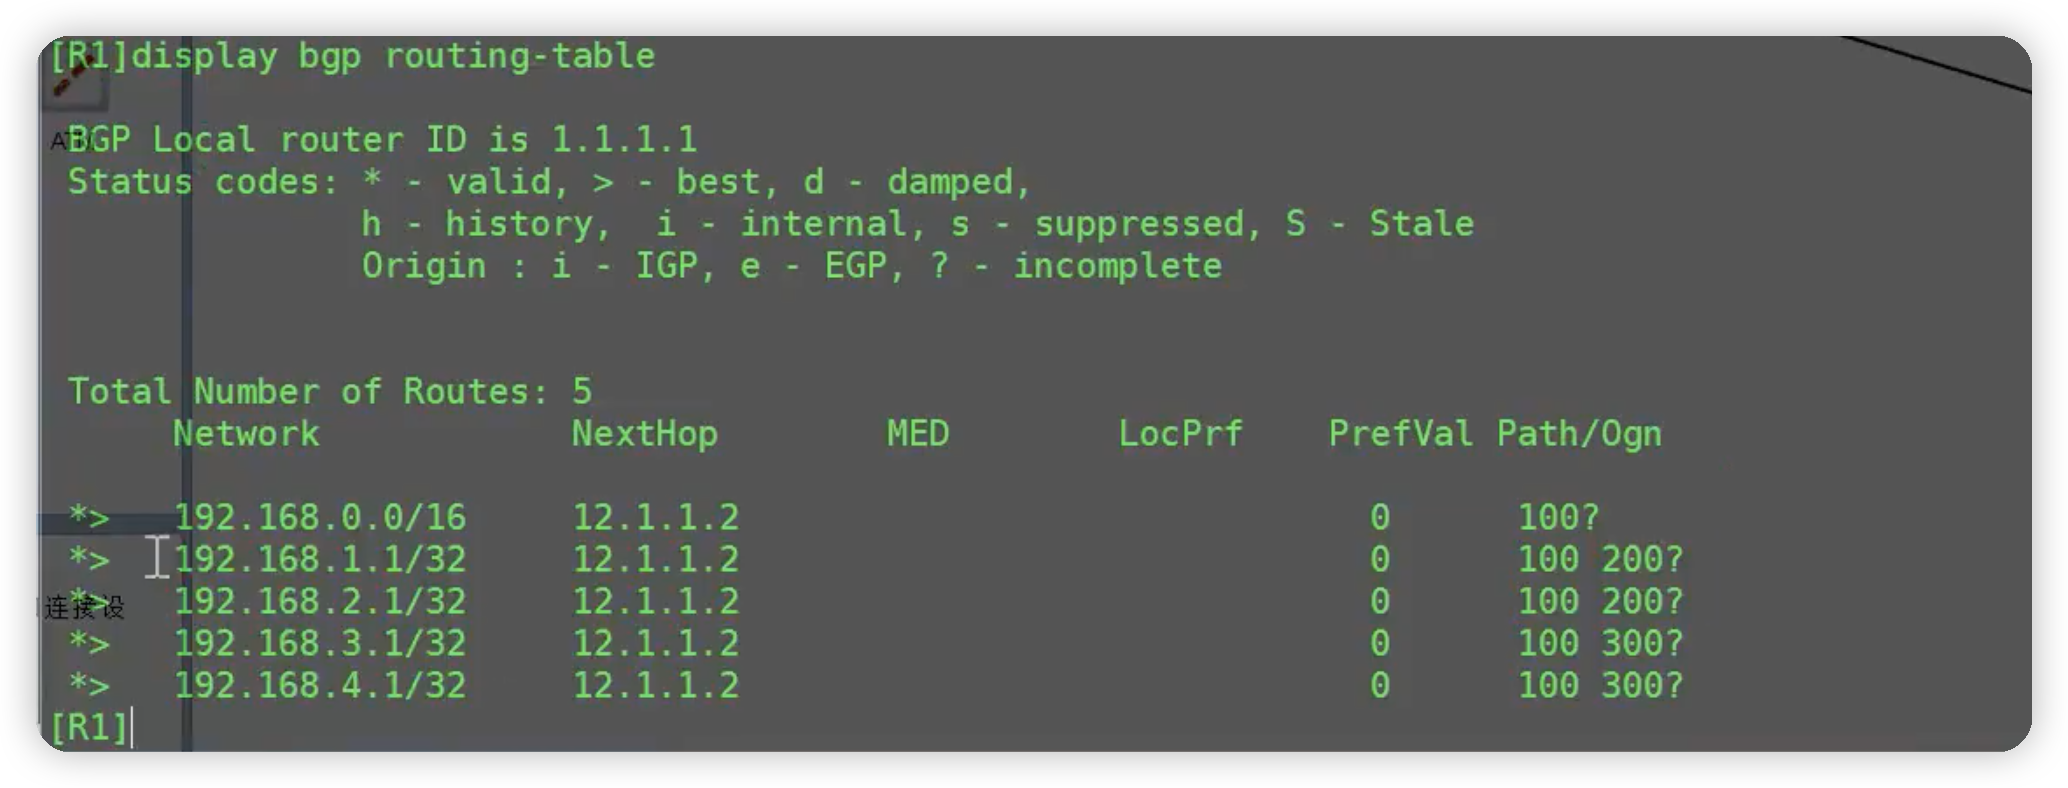 [R1]display bgp routing-table
BGP Local router ID is 1.1.1.1
Status codes: * - valid, > - best, d - damped,
h - history,  i - internal, s - suppressed, S - Stale
Origin : i - IGP, e - EGP, ? - incomplete
Total Number of Routes: 5
Network NextHop MED LocPrf PrefVal Path/Ogn
*> 192.168.0.0/16 12.1.1.2 0 100?
*> 192.168.1.1/32 12.1.1.2 0 100 200?
*> 192.168.2.1/32 12.1.1.2 0 100 200?
连接设
*> 192.168.3.1/32 12.1.1.2 0 100 300?
*> 192.168.4.1/32 12.1.1.2 0 100 300?
[R1]